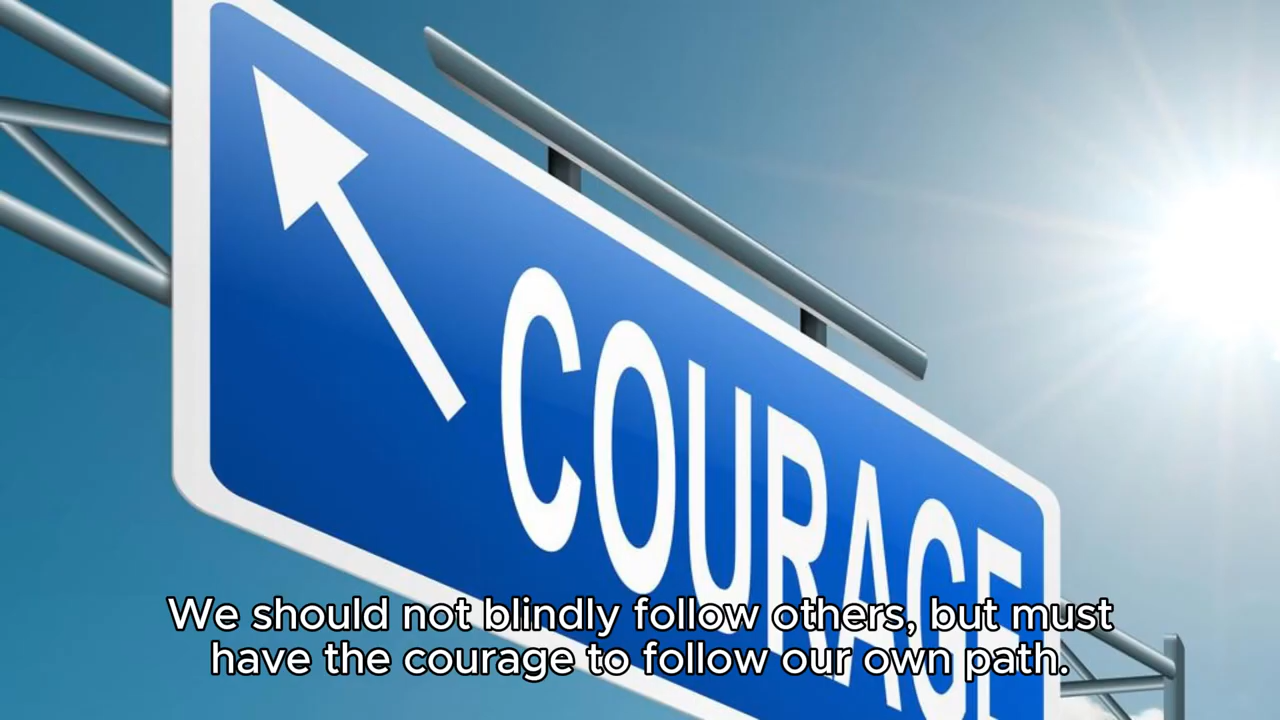 COURAGE
We should not blindly follow others, but must
have the courage to follow our own path.